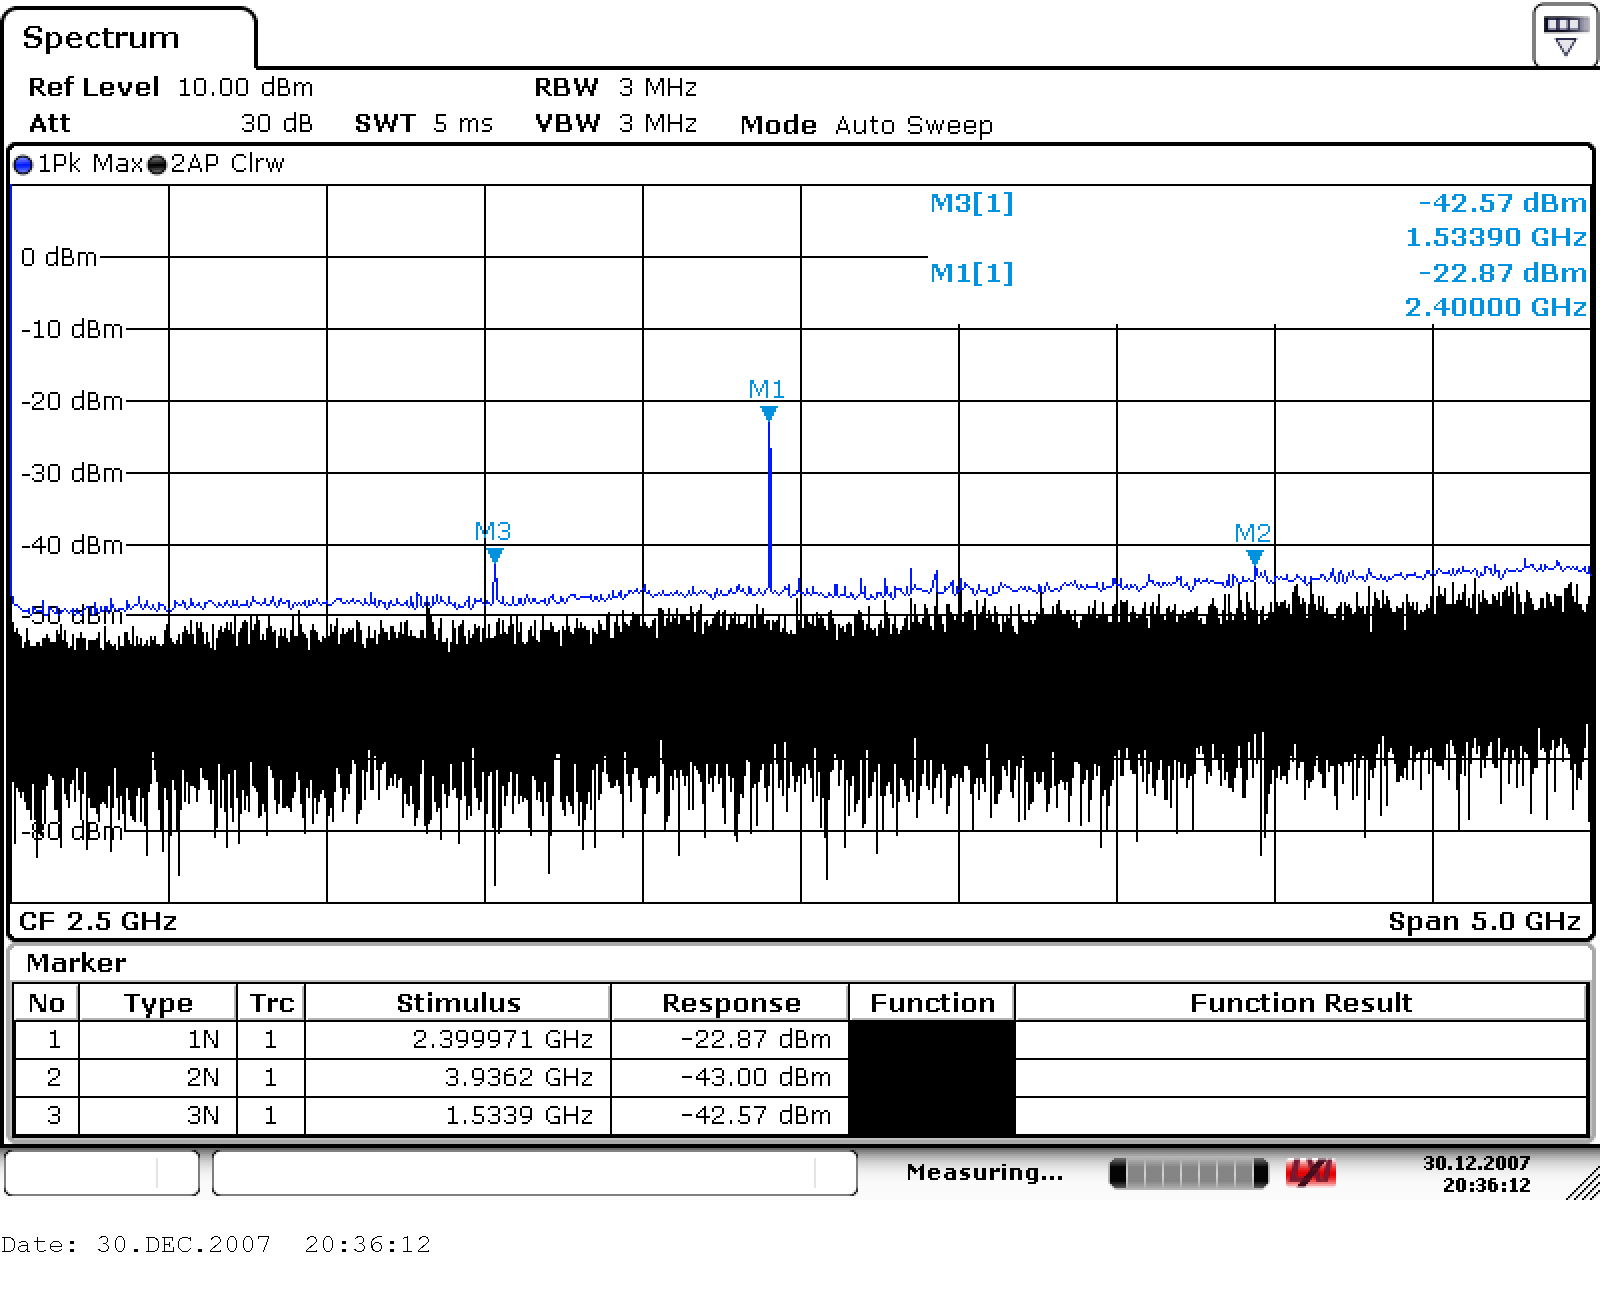 Spectrum
Ref Level 10.00 dBm RBW 3 MHz
Att 30 dB SWT 5 ms VBW 3 MHz Mode Auto Sweep
1Pk Max 2AP Clrw
M3[1] -42.57 dBm
1.53390 GHz
0 dBm
M1[1] -22.87 dBm
2.40000 GHz
-10 dBm
M1
-20 dBm
-30 dBm
M3 M2
-40 dBm
-50 dBm
-80 dBm
CF 2.5 GHz Span 5.0 GHz
Marker
No Type Trc Stimulus Response Function Function Result
1 1N 1 2.399971 GHz -22.87 dBm
2 2N 1 3.9362 GHz -43.00 dBm
3 3N 1 1.5339 GHz -42.57 dBm
Measuring... LXI 30.12.2007
20:36:12
Date: 30.DEC.2007 20:36:12